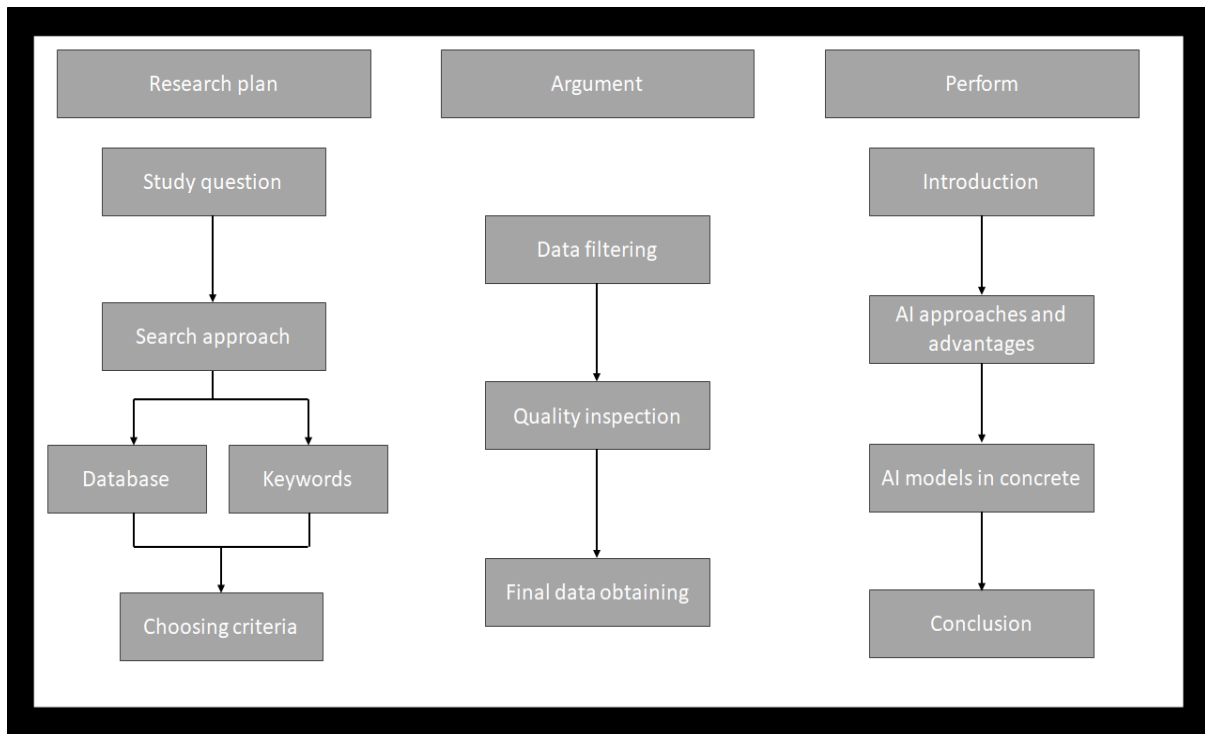 Research plan
Argument
Perform
Study question
Search approach
Database
Keywords
Choosing criteria
Data filtering
Quality inspection
Final data obtaining
Introduction
AI approaches and
advantages
AI models in concrete
Conclusion